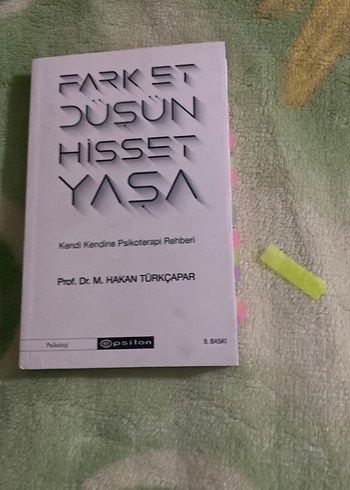 FARK ET
DÜŞÜN
HİSSET
YAŞA
Kendi Kendine Psikoterapi Rehberi
Prof. Dr. M. HAKAN TÜRKÇAPAR
Psikoloji epsilon 8. BASKI